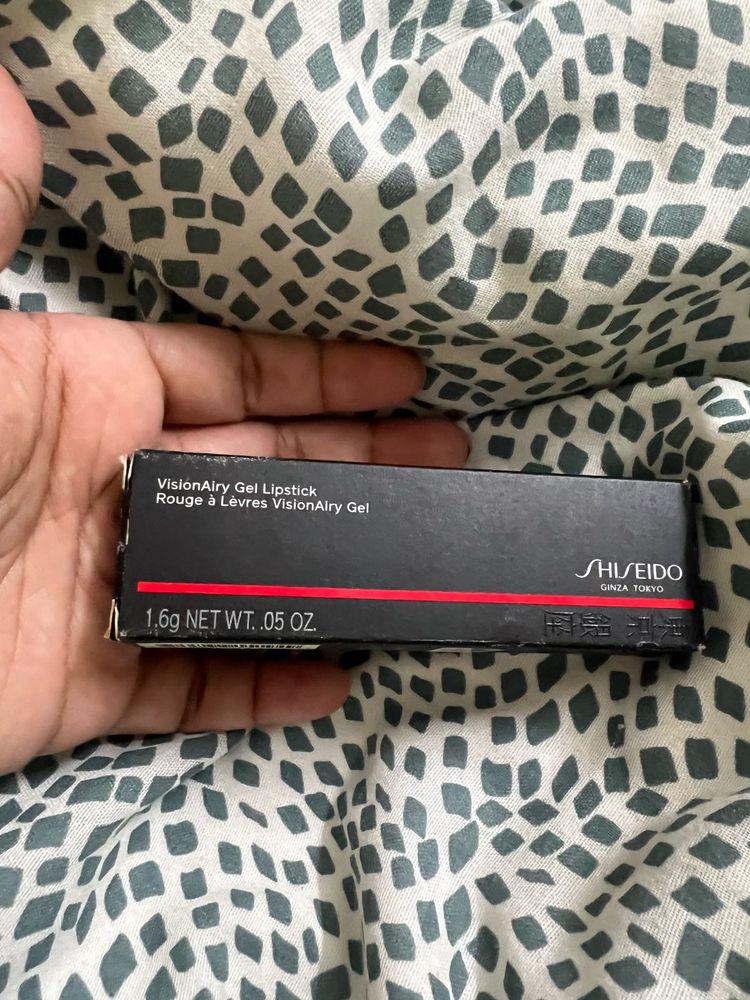 VisionAiry Gel Lipstick
Rouge à Lèvres VisionAiry Gel
SHISEIDO
GINZA TOKYO
1.6g NET WT. .05 OZ.
東京銀座